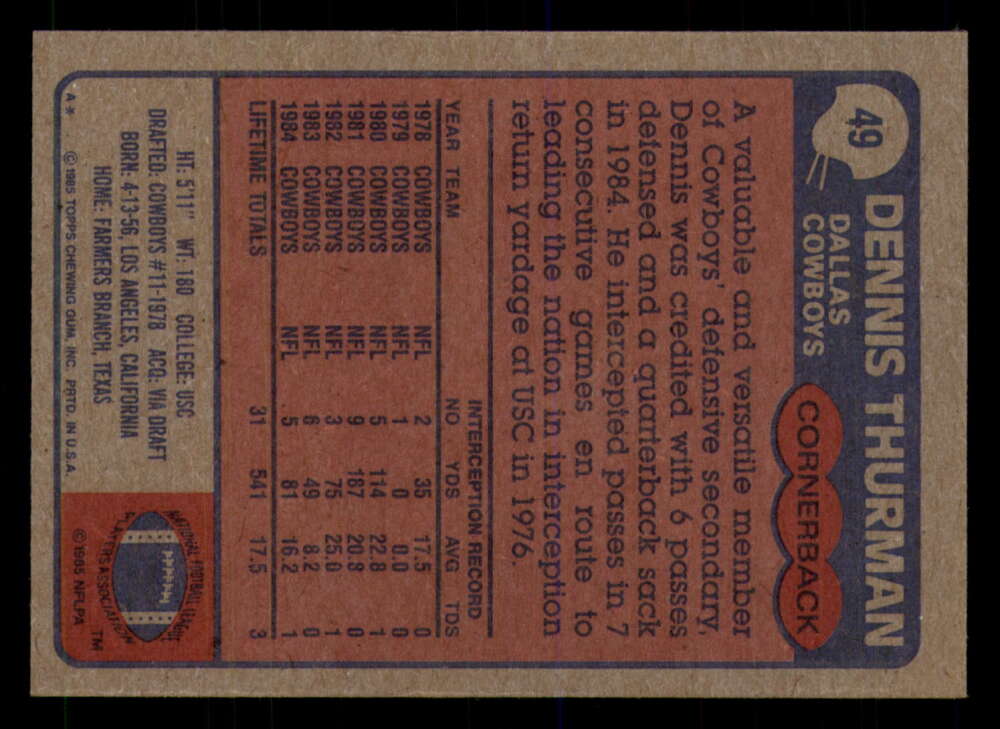 49
DENNIS THURMAN
DALLAS
COWBOYS
CORNERBACK
A valuable and versatile member
of Cowboys' defensive secondary,
Dennis was credited with 6 passes
defensed and a quarterback sack
in 1984. He intercepted passes in 7
consecutive games en route to
leading the nation in interception
return yardage at USC in 1976.
INTERCEPTION RECORD
YEAR TEAM NO YDS AVG TDS
1978 COWBOYS NFL 2 35 17.5 0
1979 COWBOYS NFL 1 0 0.0 0
1980 COWBOYS NFL 5 114 22.8 1
1981 COWBOYS NFL 9 187 20.8 0
1982 COWBOYS NFL 3 75 25.0 1
1983 COWBOYS NFL 6 49 8.2 0
1984 COWBOYS NFL 5 81 16.2 1
LIFETIME TOTALS 31 541 17.5 3
HT: 5'11" WT: 180 COLLEGE: USC
DRAFTED: COWBOYS #11-1978 ACQ: VIA DRAFT
BORN: 4-13-56, LOS ANGELES, CALIFORNIA
HOME: FARMERS BRANCH, TEXAS
A* © 1985 TOPPS CHEWING GUM, INC. PRTD. IN U.S.A.
NATIONAL FOOTBALL LEAGUE
PLAYERS ASSOCIATION
TM
© 1985 NFLPA